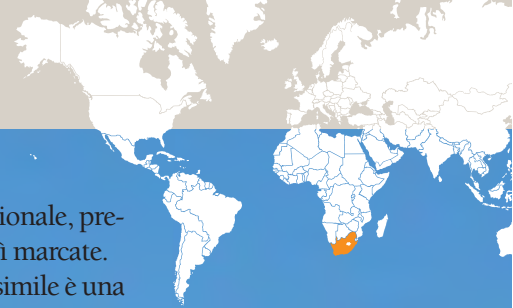 ionale, pre-
ì marcate.
simile è una